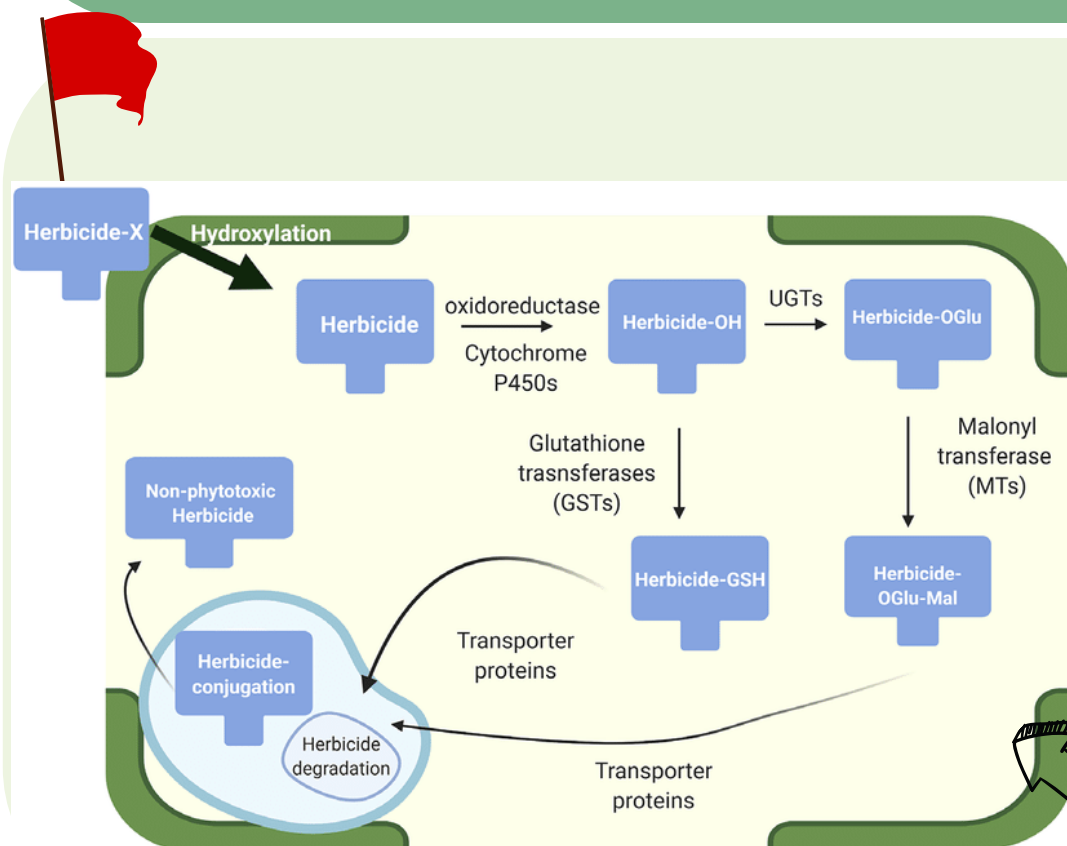 Herbicide-X
Hydroxylation
Herbicide
oxidoreductase
Cytochrome
P450s
Herbicide-OH
UGTs
Herbicide-OGlu
Glutathione
trasnsferases
(GSTs)
Malonyl
transferase
(MTs)
Non-phytotoxic
Herbicide
Herbicide-GSH
Herbicide-
OGlu-Mal
Transporter
proteins
Herbicide-
conjugation
Herbicide
degradation
Transporter
proteins